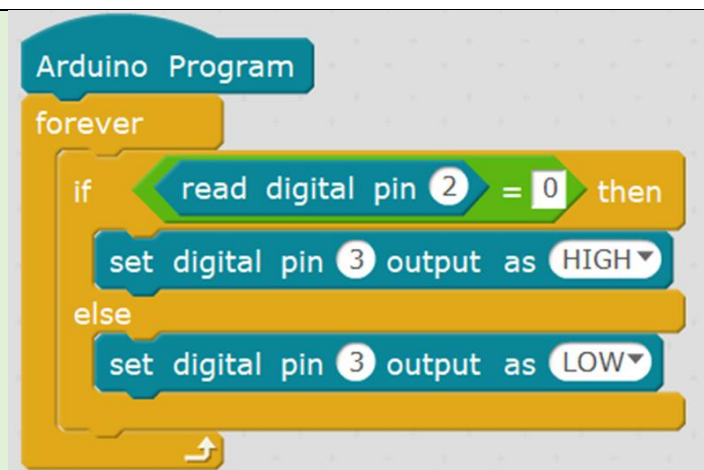 Arduino Program
forever
if read digital pin 2 = 0 then
set digital pin 3 output as HIGH
else
set digital pin 3 output as LOW